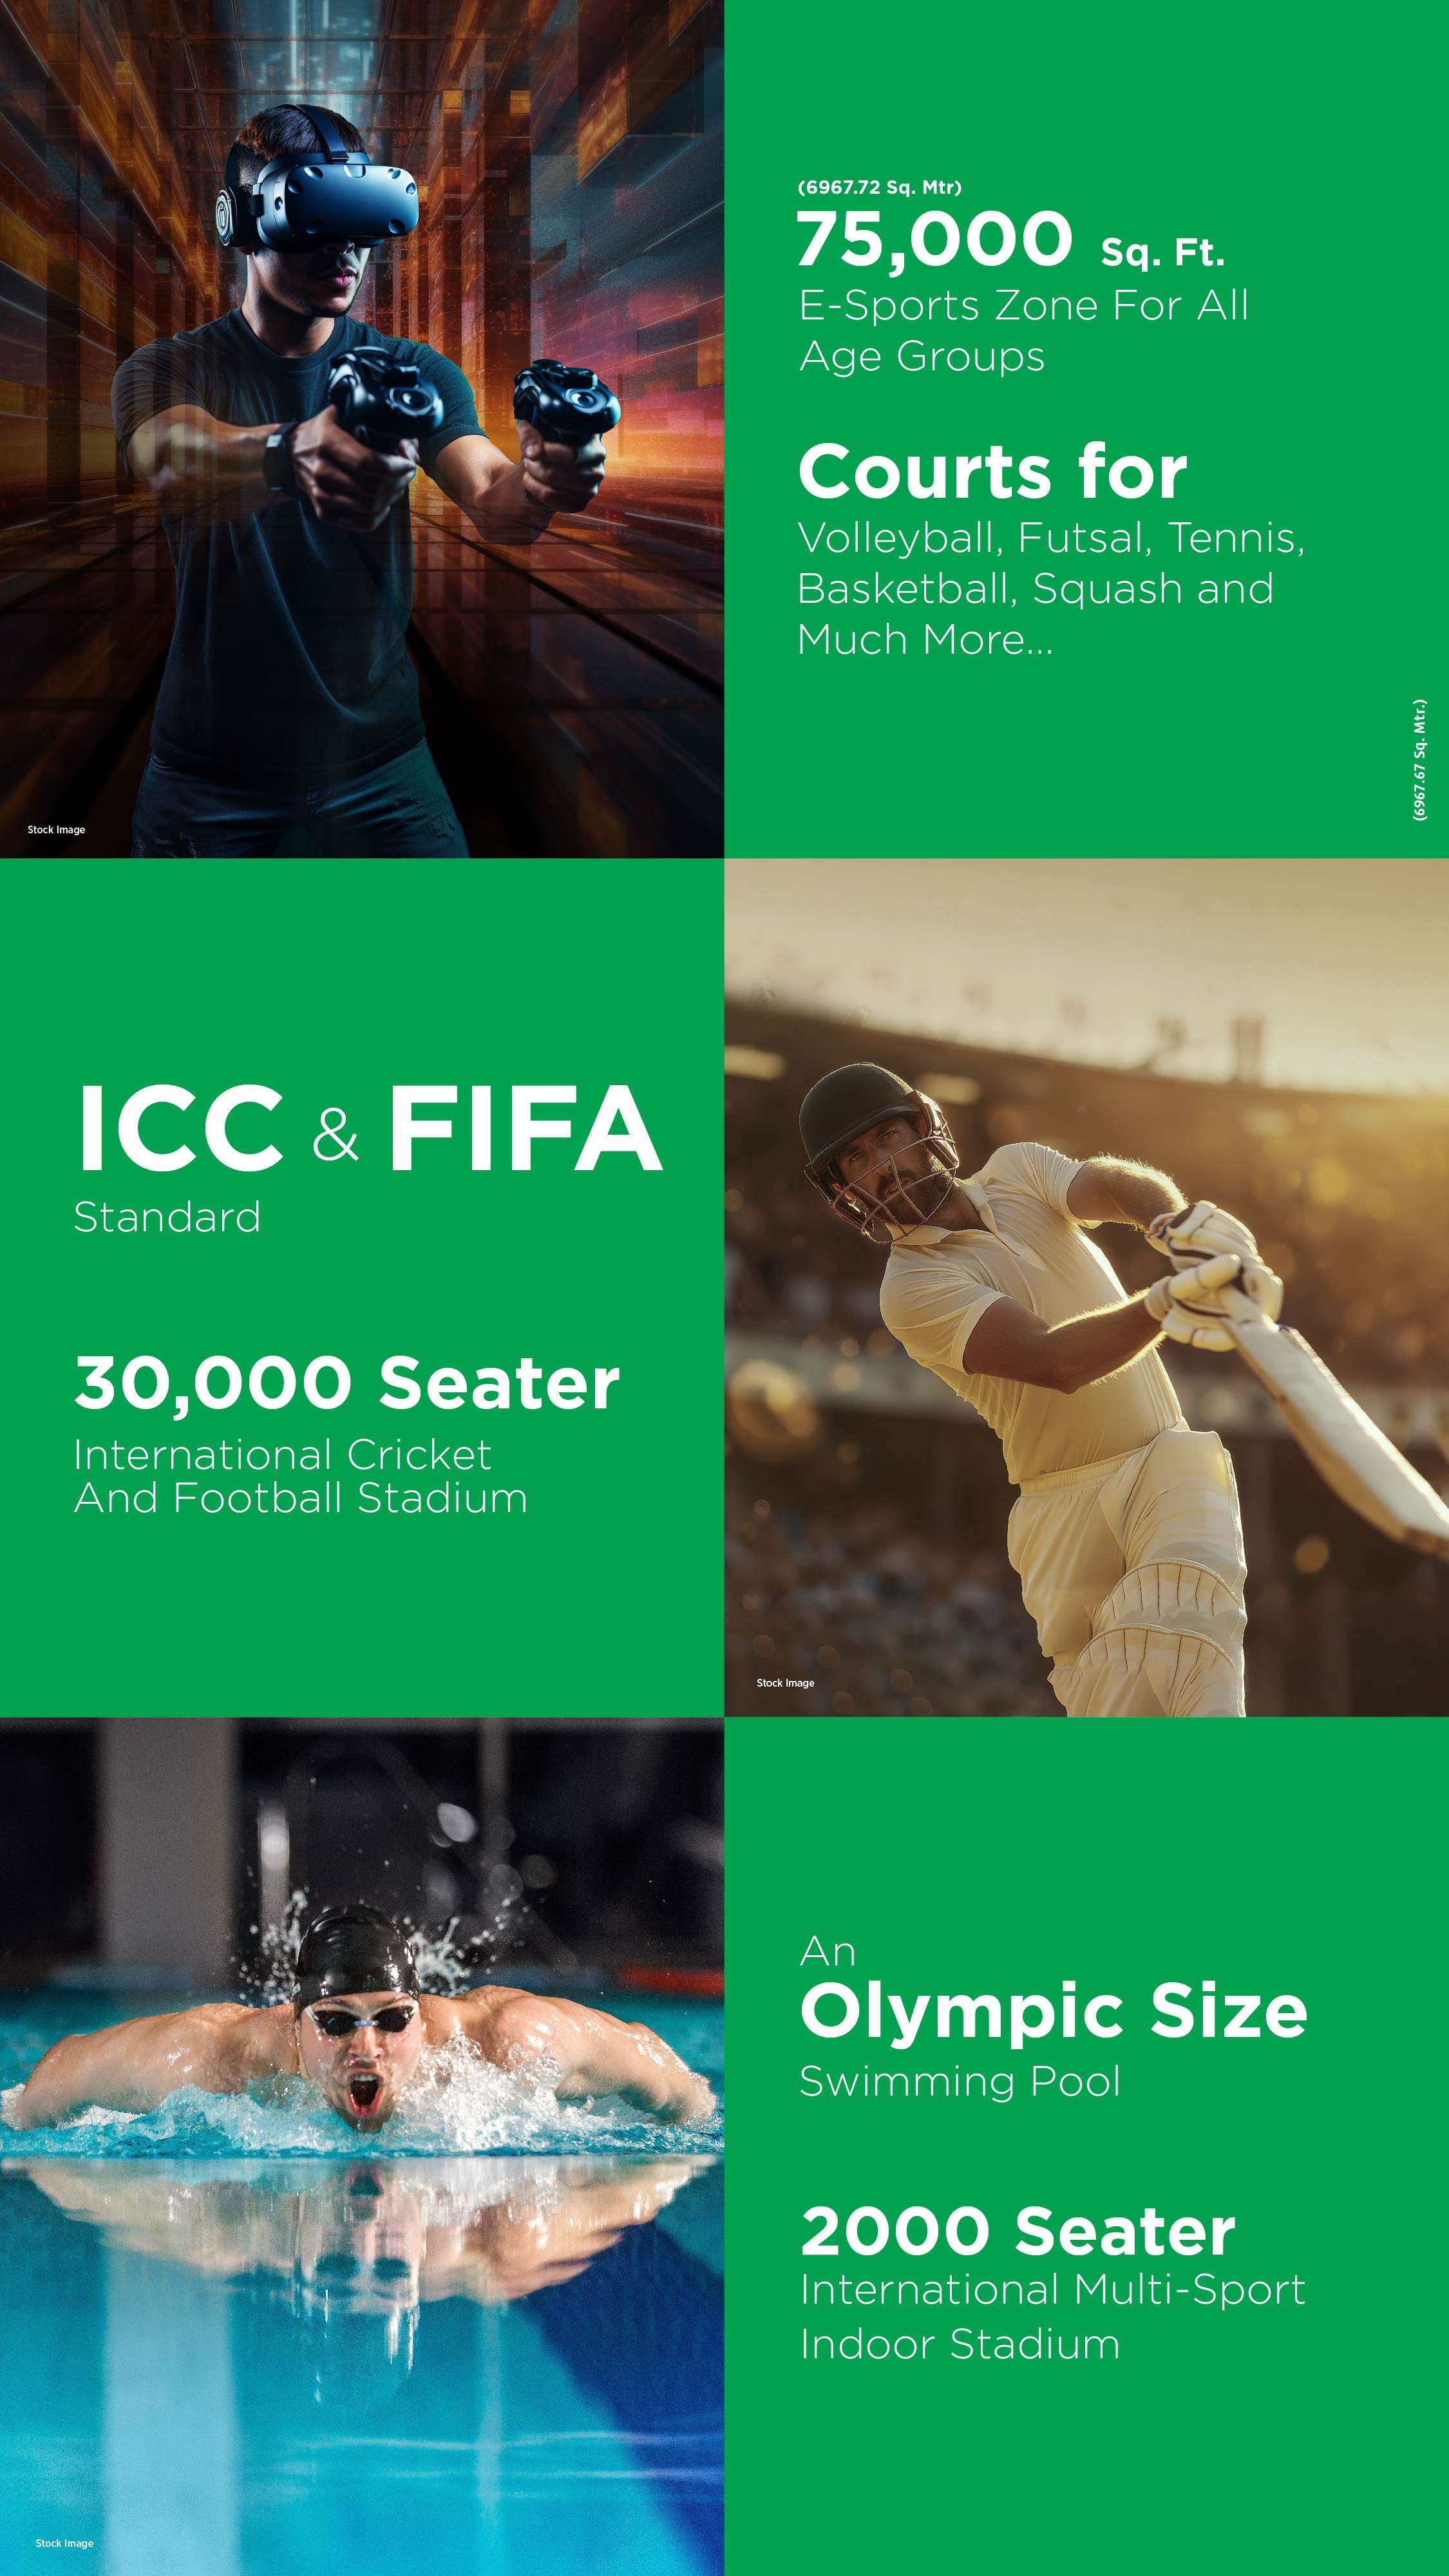 (6967.72 Sq. Mtr)
75,000 Sq. Ft.
E-Sports Zone For All
Age Groups
Courts for
Volleyball, Futsal, Tennis,
Basketball, Squash and
Much More...
(6967.67 Sq. Mtr.)
Stock Image
ICC & FIFA
Standard
30,000 Seater
International Cricket
And Football Stadium
Stock Image
An
Olympic Size
Swimming Pool
2000 Seater
International Multi-Sport
Indoor Stadium
Stock Image